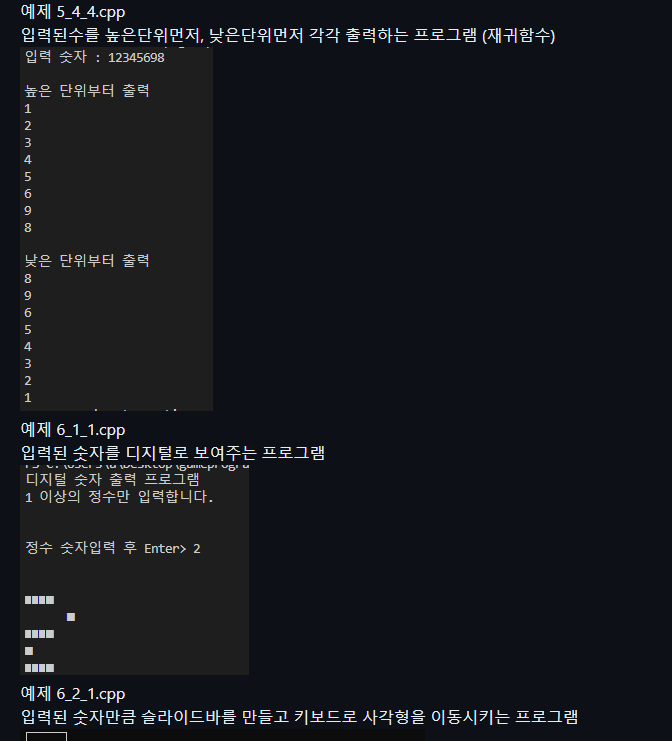 예제 5_4_4.cpp
입력된수를 높은단위먼저, 낮은단위먼저 각각 출력하는 프로그램 (재귀함수)
입력 숫자 : 12345698
높은 단위부터 출력
1
2
3
4
5
6
9
8
낮은 단위부터 출력
8
9
6
5
4
3
2
1
예제 6_1_1.cpp
입력된 숫자를 디지털로 보여주는 프로그램
디지털 숫자 출력 프로그램
1 이상의 정수만 입력합니다.
정수 숫자입력 후 Enter> 2
■■■■
■
■■■■
■
■■■■
예제 6_2_1.cpp
입력된 숫자만큼 슬라이드바를 만들고 키보드로 사각형을 이동시키는 프로그램